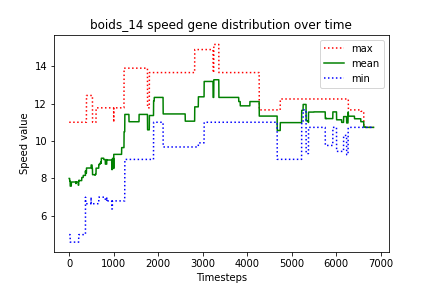 boids_14 speed gene distribution over time
max
mean
min
Speed value
14
12
10
8
6
0
1000
2000
3000
4000
5000
6000
7000
Timesteps